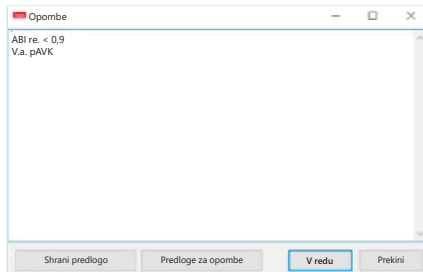 Opombe
ABI re. < 0,9
V.a. pAVK
Shrani predlogo
Predloge za opombe
V redu
Prekini